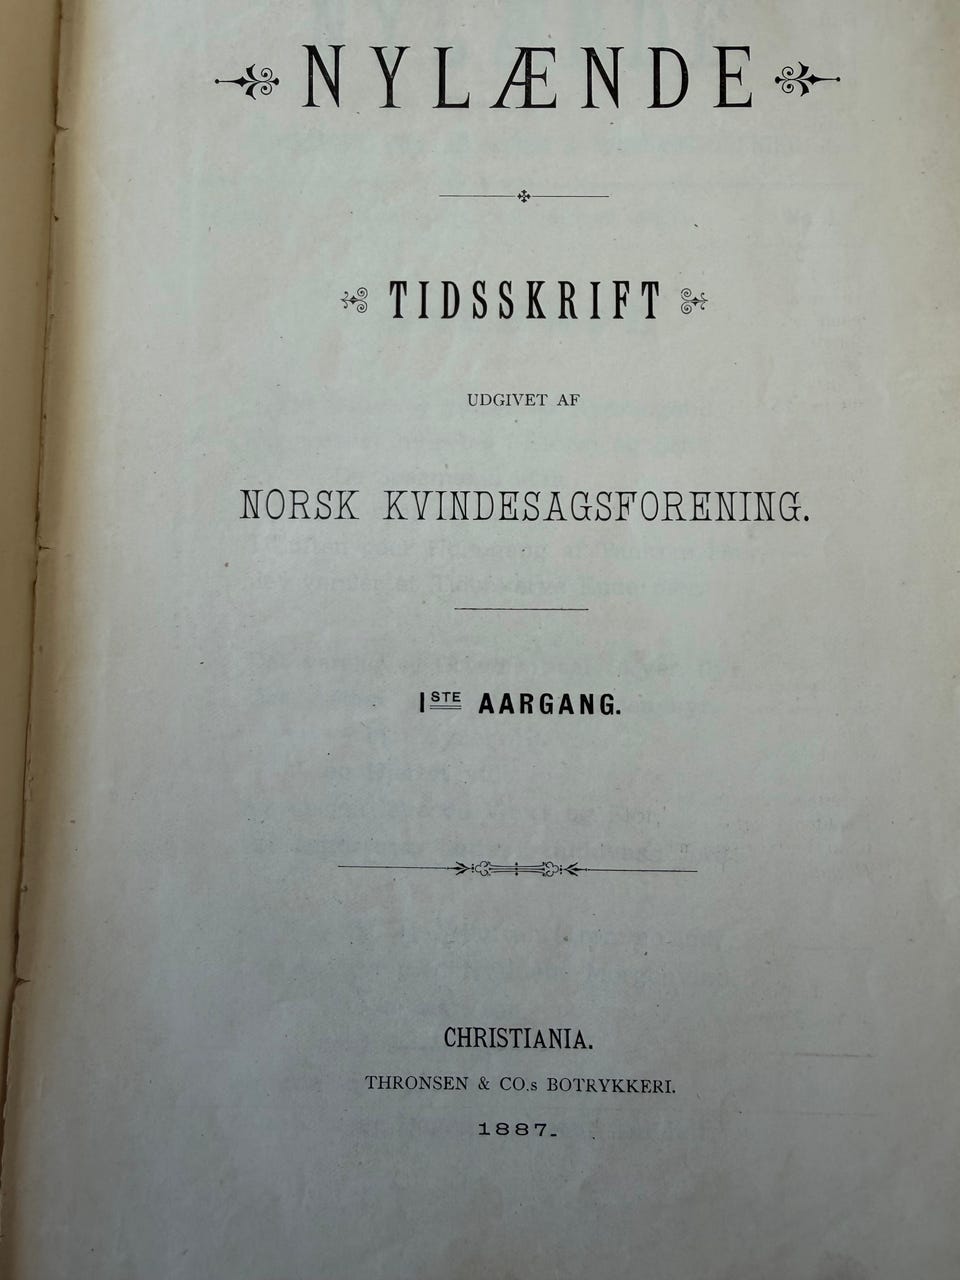 NYLÆNDE
TIDSSKRIFT
UDGIVET AF
NORSK KVINDESAGSFORENING.
1STE AARGANG.
CHRISTIANIA.
THRONSEN & CO.s BOTRYKKERI.
1887.